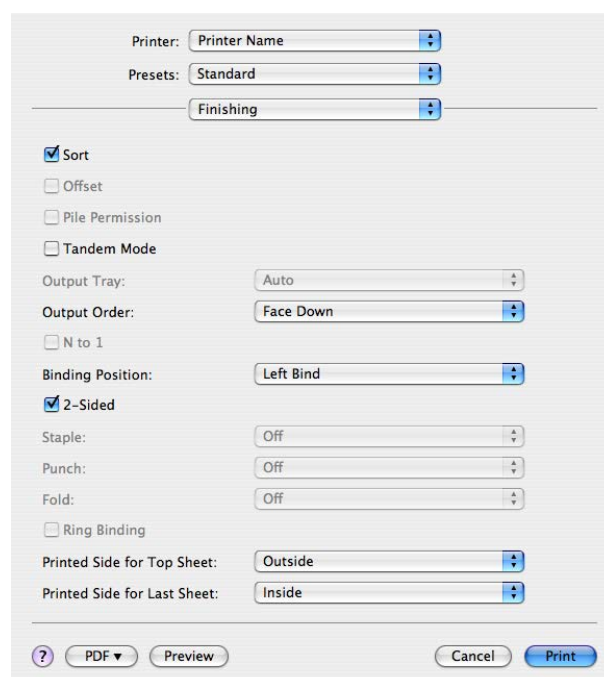 Printer: Printer Name
Presets: Standard
Finishing
Sort
Offset
Pile Permission
Tandem Mode
Output Tray: Auto
Output Order: Face Down
N to 1
Binding Position: Left Bind
2-Sided
Staple: Off
Punch: Off
Fold: Off
Ring Binding
Printed Side for Top Sheet: Outside
Printed Side for Last Sheet: Inside
? PDF ▼ Preview Cancel Print